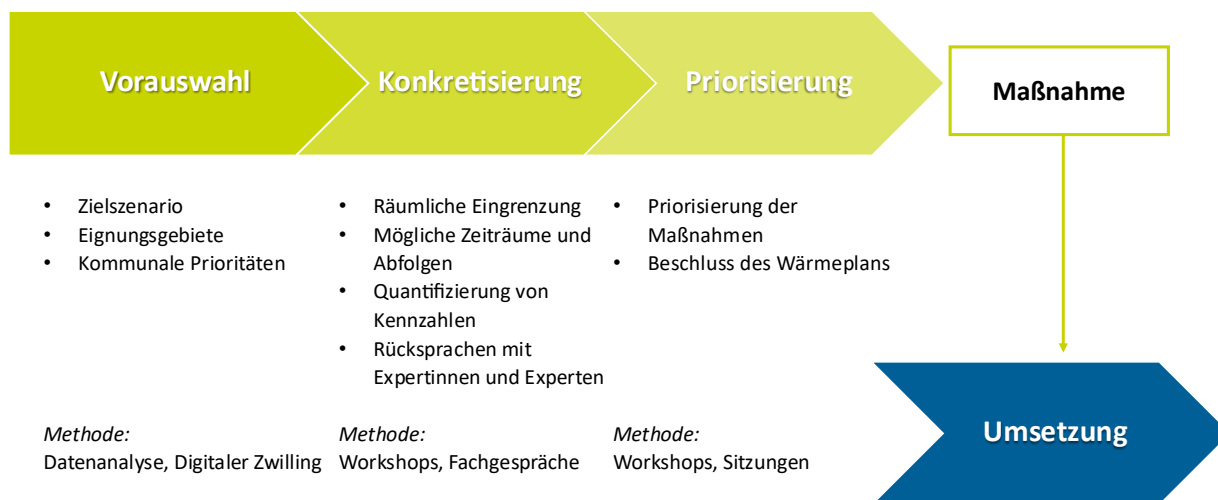 Vorauswahl
Konkretisierung
Priorisierung
Maßnahme
• Zielszenario
• Eignungsgebiete
• Kommunale Prioritäten
Methode:
Datenanalyse, Digitaler Zwilling
• Räumliche Eingrenzung
• Mögliche Zeiträume und
Abfolgen
• Quantifizierung von
Kennzahlen
• Rücksprachen mit
Expertinnen und Experten
Methode:
Workshops, Fachgespräche
• Priorisierung der
Maßnahmen
• Beschluss des Wärmeplans
Methode:
Workshops, Sitzungen
Umsetzung